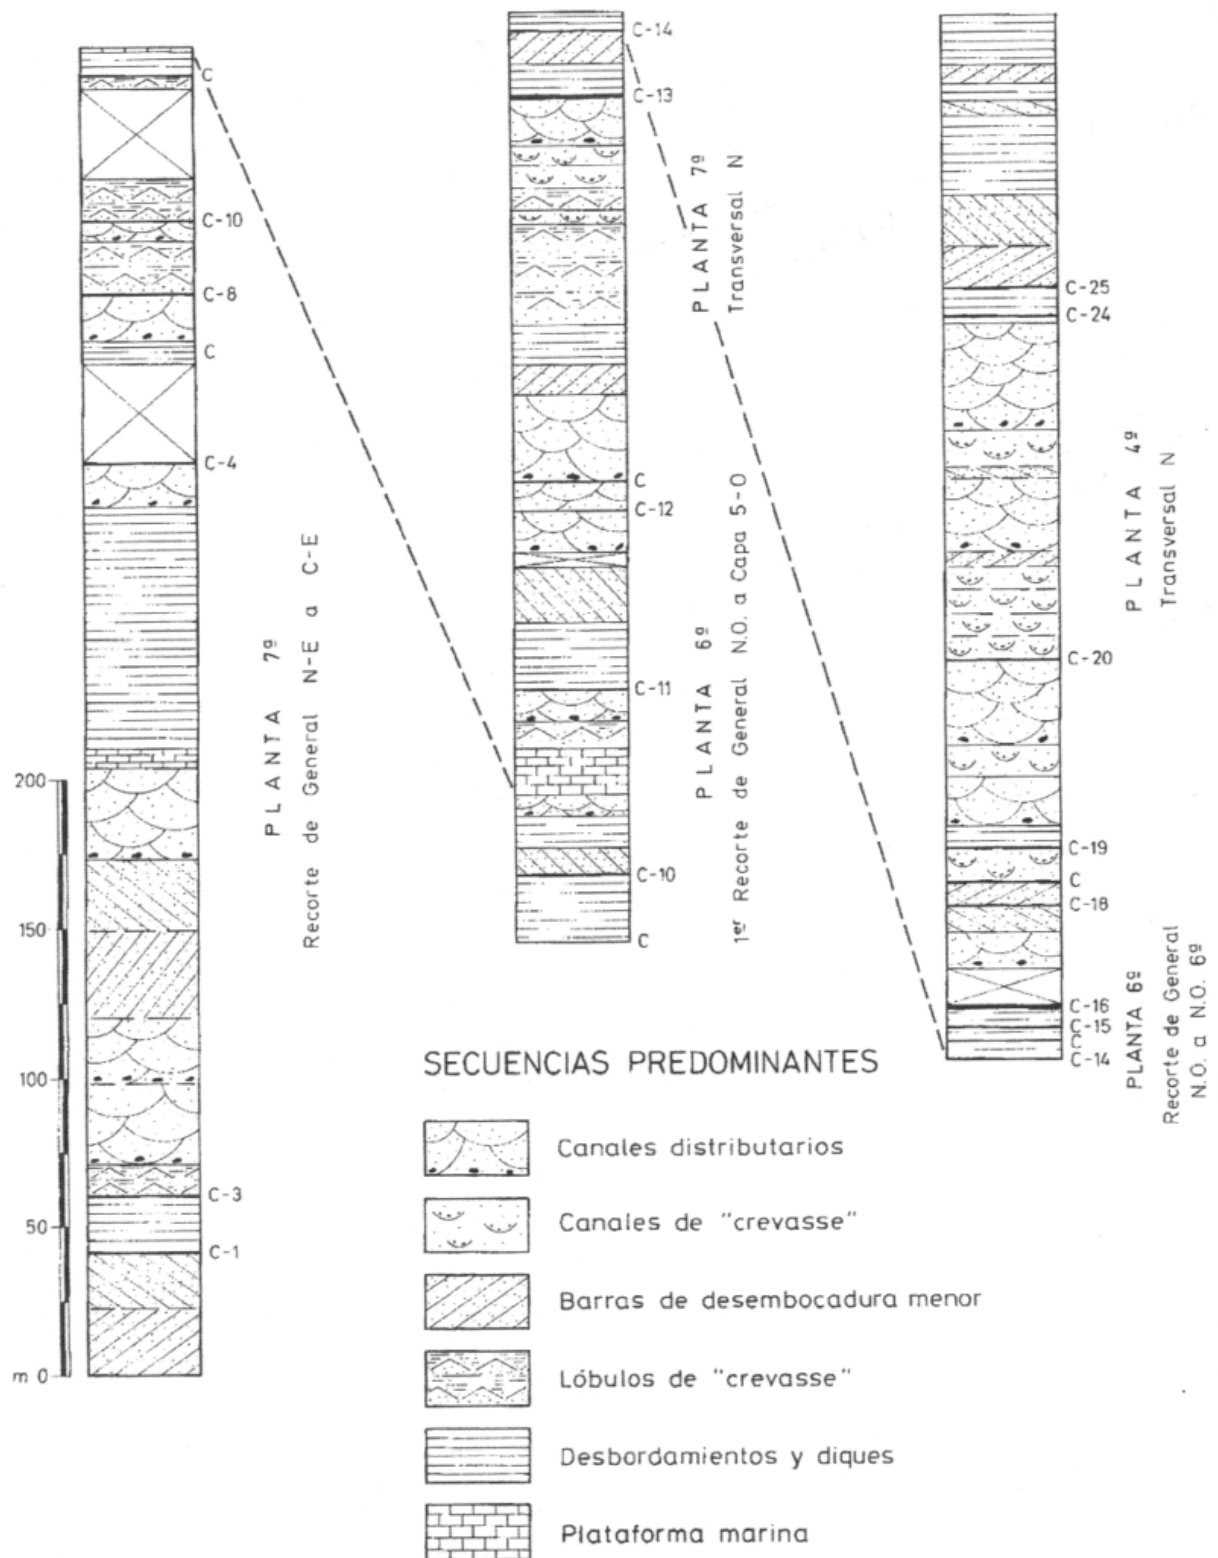 C
C-10
C-8
C
C-4
C-3
C-1
200
150
100
50
m 0
PLANTA 7ª
Recorte de General N-E a C-E
C-14
C-13
C
C-12
C-11
C-10
C
PLANTA 7ª
Transversal N
PLANTA 6ª
1er Recorte de General N.O. a Capa 5-O
C-25
C-24
C-20
C-19
C
C-18
C-16
C-15
C
C-14
PLANTA 4ª
Transversal N
PLANTA 6ª
Recorte de General
N.O. a N.O. 6ª
SECUENCIAS PREDOMINANTES
Canales distributarios
Canales de "crevasse"
Barras de desembocadura menor
Lóbulos de "crevasse"
Desbordamientos y diques
Plataforma marina